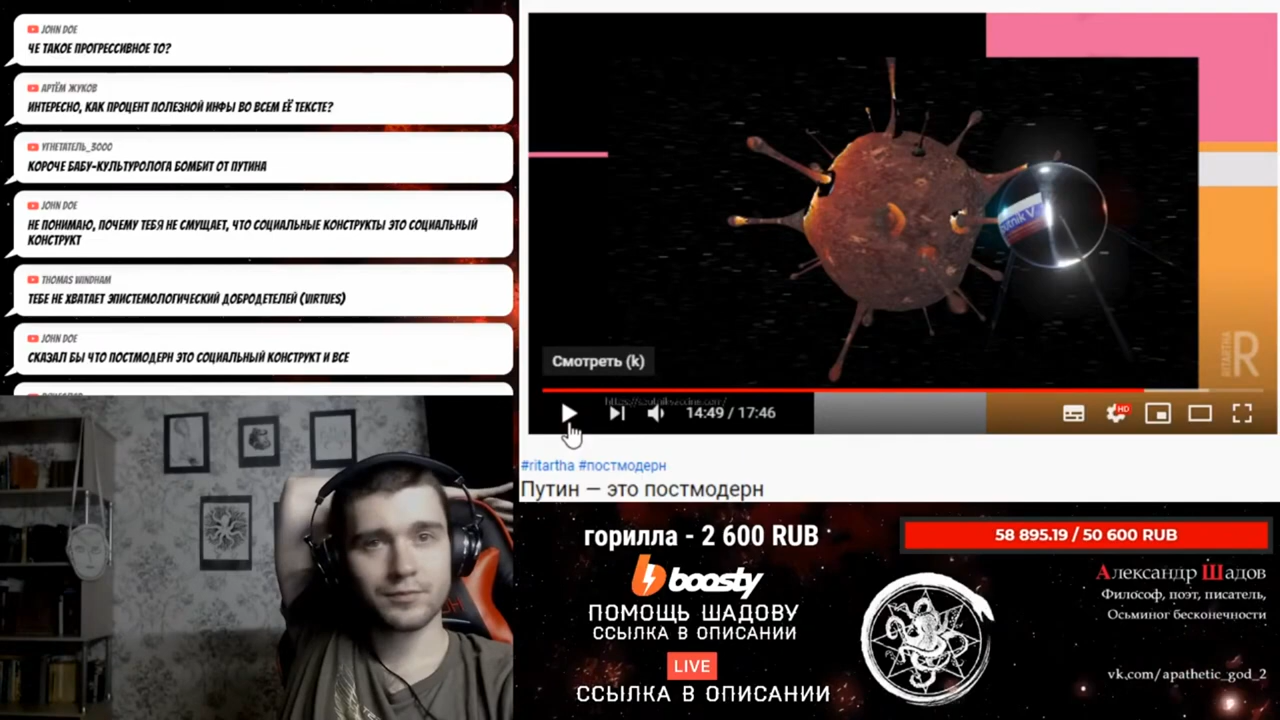 JOHN DOE
ЧЕ ТАКОЕ ПРОГРЕССИВНОЕ ТО?
АРТЁМ ЖУКОВ
ИНТЕРЕСНО, КАК ПРОЦЕНТ ПОЛЕЗНОЙ ИНФЫ ВО ВСЕМ ЕЁ ТЕКСТЕ?
УГНЕТАТЕЛЬ_3000
КОРОЧЕ БАБУ-КУЛЬТУРОЛОГА БОМБИТ ОТ ПУТИНА
JOHN DOE
НЕ ПОНИМАЮ, ПОЧЕМУ ТЕБЯ НЕ СМУЩАЕТ, ЧТО СОЦИАЛЬНЫЕ КОНСТРУКТЫ ЭТО СОЦИАЛЬНЫЙ
КОНСТРУКТ
THOMAS WINDHAM
ТЕБЕ НЕ ХВАТАЕТ ЭПИСТЕМОЛОГИЧЕСКИЙ ДОБРОДЕТЕЛЕЙ (VIRTUES)
JOHN DOE
СКАЗАЛ БЫ ЧТО ПОСТМОДЕРН ЭТО СОЦИАЛЬНЫЙ КОНСТРУКТ И ВСЕ
utnik V
RITARTHA
R
Смотреть (k)
14:49 / 17:46
HD
#ritartha #постмодерн
Путин — это постмодерн
горилла - 2 600 RUB
boosty
ПОМОЩЬ ШАДОВУ
ССЫЛКА В ОПИСАНИИ
LIVE
ССЫЛКА В ОПИСАНИИ
58 895.19 / 50 600 RUB
Александр Шадов
Философ, поэт, писатель,
Осьминог бесконечности
vk.com/apathetic_god_2